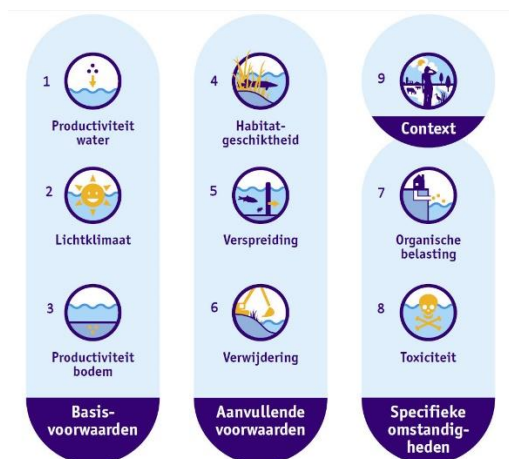 1
Productiviteit
water
2
Lichtklimaat
3
Productiviteit
bodem
Basis-
voorwaarden
4
Habitat-
geschiktheid
5
Verspreiding
6
Verwijdering
Aanvullende
voorwaarden
9
Context
7
Organische
belasting
8
Toxiciteit
Specifieke
omstandig-
heden